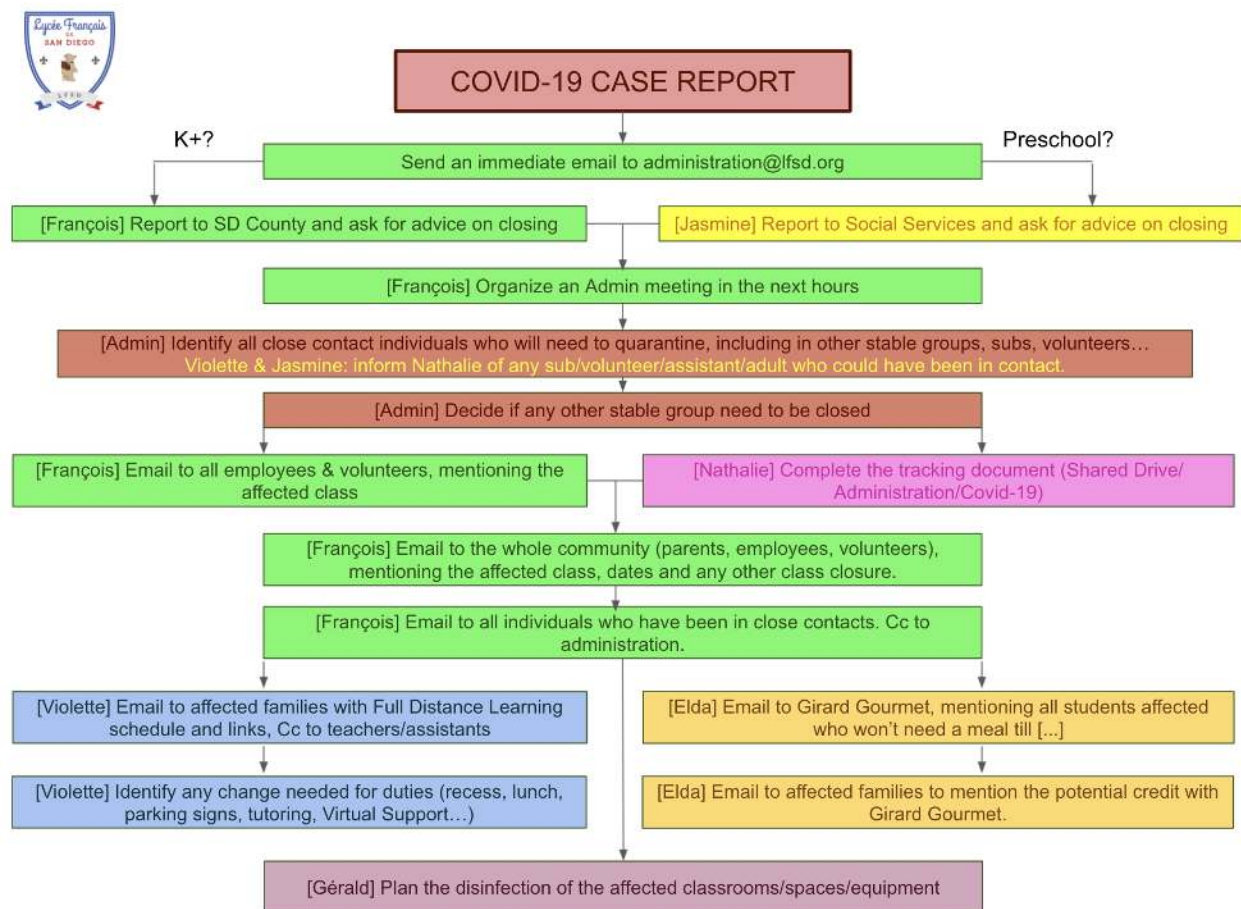 Lycée Français
DE
SAN DIEGO
LFSD
COVID-19 CASE REPORT
K+?
Preschool?
Send an immediate email to administration@lfsd.org
[François] Report to SD County and ask for advice on closing
[Jasmine] Report to Social Services and ask for advice on closing
[François] Organize an Admin meeting in the next hours
[Admin] Identify all close contact individuals who will need to quarantine, including in other stable groups, subs, volunteers…
Violette & Jasmine: inform Nathalie of any sub/volunteer/assistant/adult who could have been in contact.
[Admin] Decide if any other stable group need to be closed
[François] Email to all employees & volunteers, mentioning the
affected class
[Nathalie] Complete the tracking document (Shared Drive/
Administration/Covid-19)
[François] Email to the whole community (parents, employees, volunteers),
mentioning the affected class, dates and any other class closure.
[François] Email to all individuals who have been in close contacts. Cc to
administration.
[Violette] Email to affected families with Full Distance Learning
schedule and links, Cc to teachers/assistants
[Elda] Email to Girard Gourmet, mentioning all students affected
who won't need a meal till [...]
[Violette] Identify any change needed for duties (recess, lunch,
parking signs, tutoring, Virtual Support…)
[Elda] Email to affected families to mention the potential credit with
Girard Gourmet.
[Gérald] Plan the disinfection of the affected classrooms/spaces/equipment